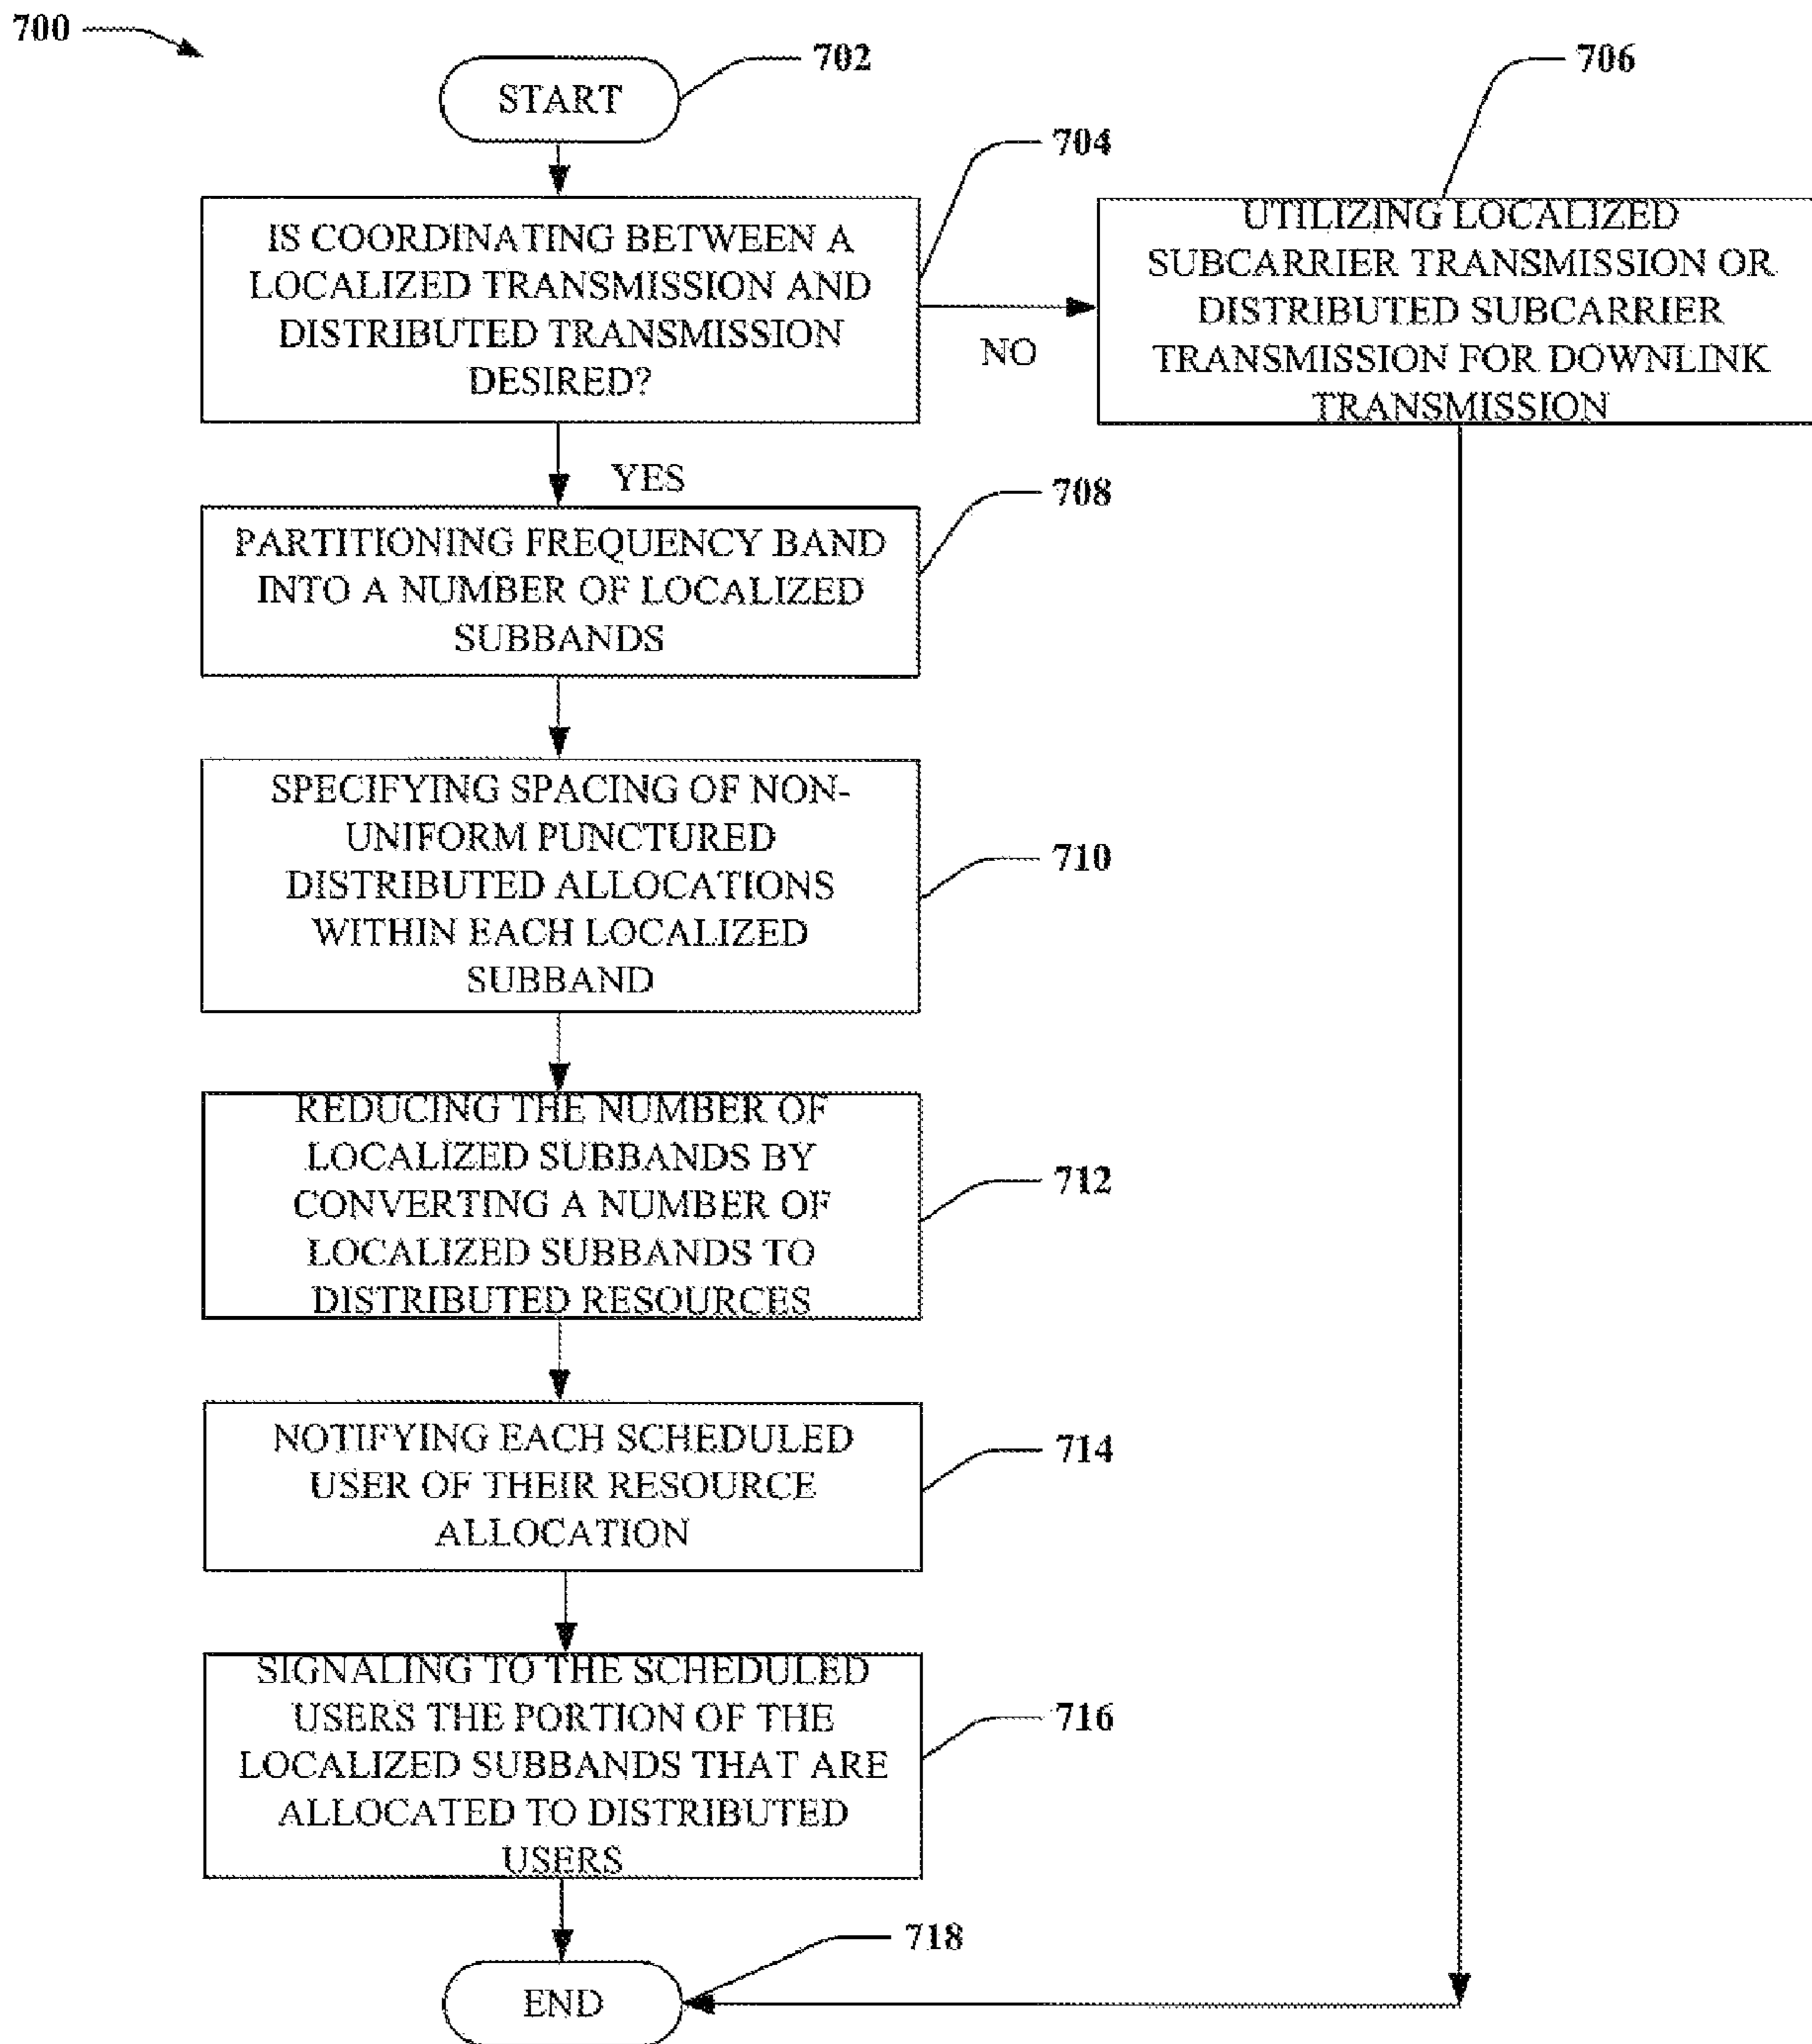 700
702
START
704
IS COORDINATING BETWEEN A
LOCALIZED TRANSMISSION AND
DISTRIBUTED TRANSMISSION
DESIRED?
706
UTILIZING LOCALIZED
SUBCARRIER TRANSMISSION OR
DISTRIBUTED SUBCARRIER
TRANSMISSION FOR DOWNLINK
TRANSMISSION
NO
YES
708
PARTITIONING FREQUENCY BAND
INTO A NUMBER OF LOCALIZED
SUBBANDS
SPECIFYING SPACING OF NON-
UNIFORM PUNCTURED
DISTRIBUTED ALLOCATIONS
WITHIN EACH LOCALIZED
SUBBAND
710
REDUCING THE NUMBER OF
LOCALIZED SUBBANDS BY
CONVERTING A NUMBER OF
LOCALIZED SUBBANDS TO
DISTRIBUTED RESOURCES
712
NOTIFYING EACH SCHEDULED
USER OF THEIR RESOURCE
ALLOCATION
714
SIGNALING TO THE SCHEDULED
USERS THE PORTION OF THE
LOCALIZED SUBBANDS THAT ARE
ALLOCATED TO DISTRIBUTED
USERS
716
718
END